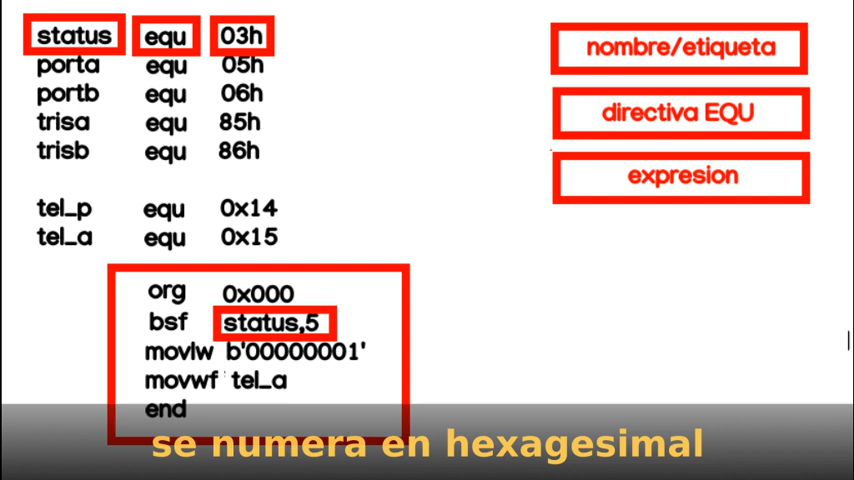 status equ 03h
porta equ 05h
portb equ 06h
trisa equ 85h
trisb equ 86h
tel_p equ 0x14
tel_a equ 0x15
org 0x000
bsf status,5
movlw b'00000001'
movwf tel_a
end
nombre/etiqueta
directiva EQU
expresion
se numera en hexagesimal